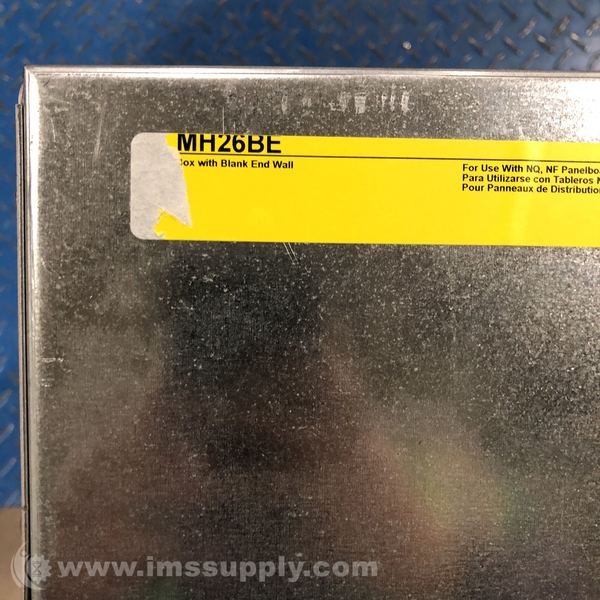 MH26BE
Box with Blank End Wall
For Use With NQ, NF Panelbo
Para Utilizarse con Tableros N
Pour Panneaux de Distribution
www.imssupply.com